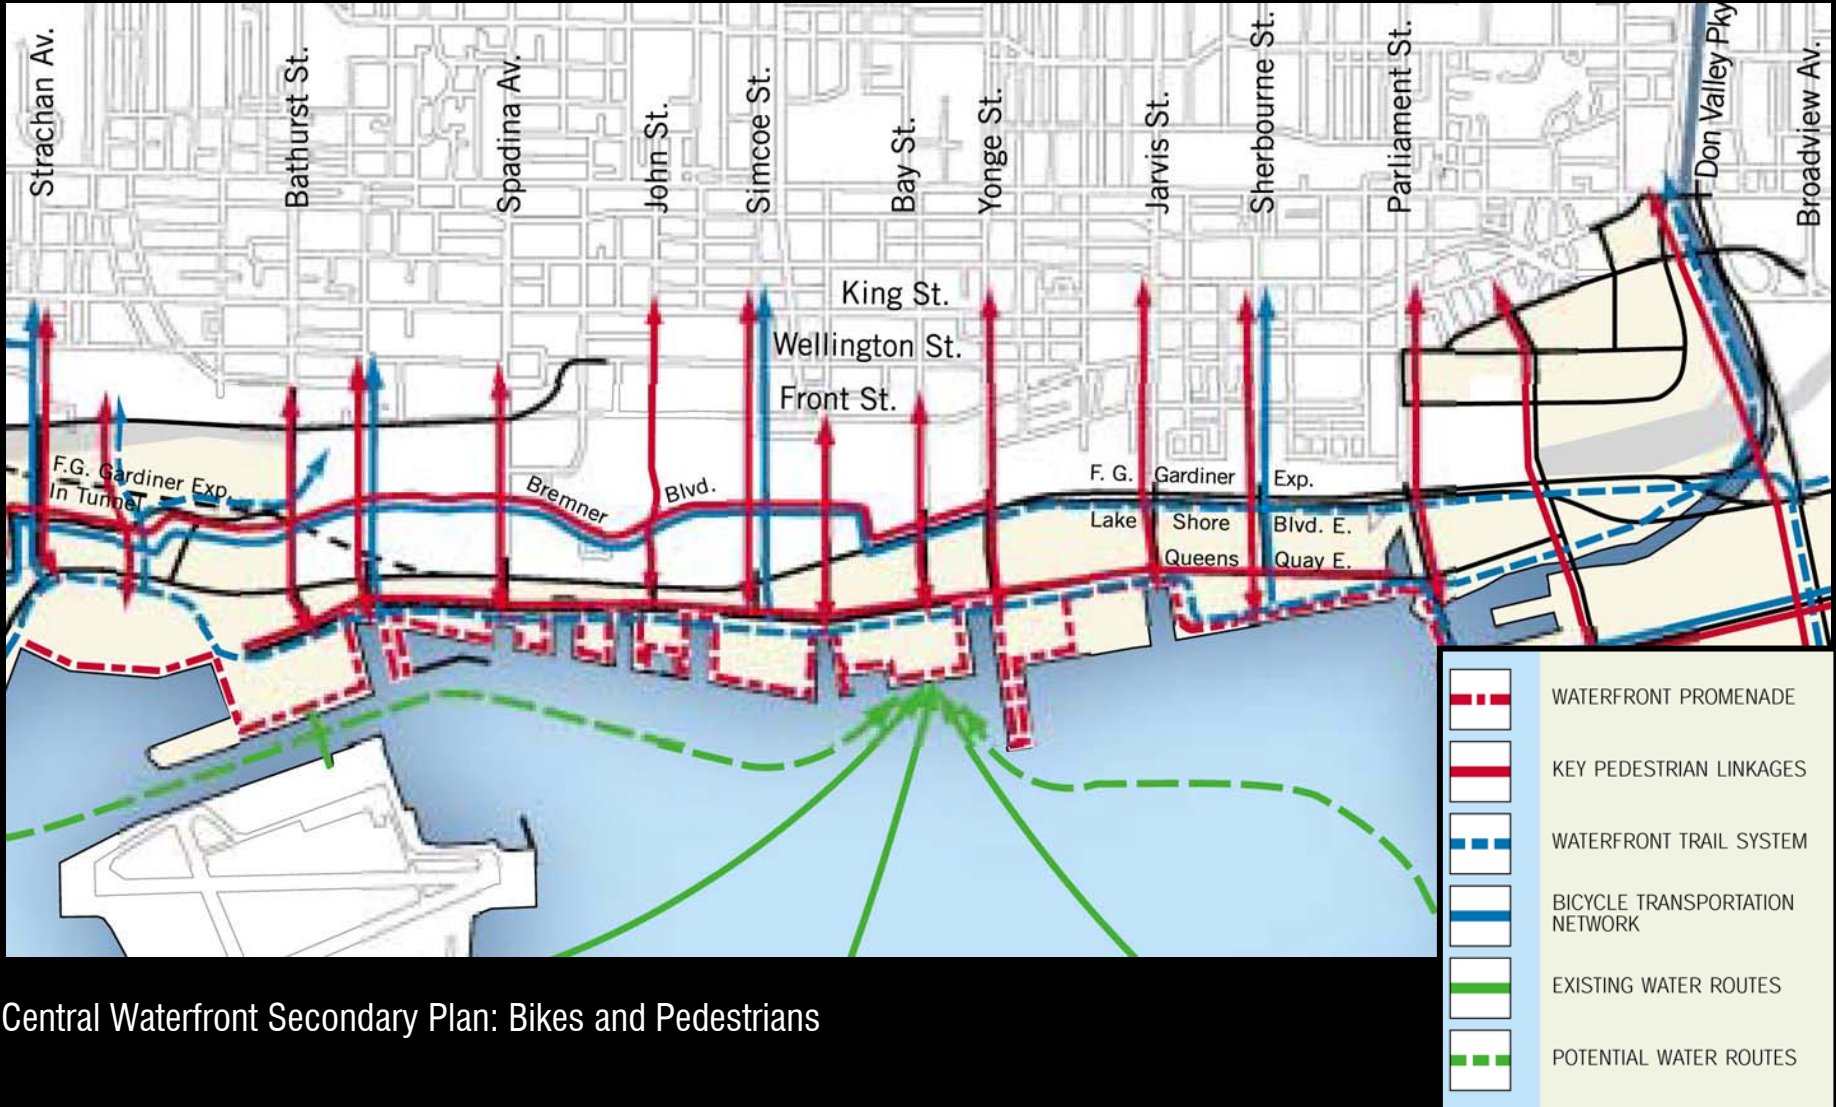 Strachan Av.
Bathurst St.
Spadina Av.
John St.
Simcoe St.
Bay St.
Yonge St.
Jarvis St.
Sherbourne St.
Parliament St.
Don Valley Pky
Broadview Av.
King St.
Wellington St.
Front St.
F.G. Gardiner Exp.
In Tunnel
Bremner Blvd.
F. G. Gardiner Exp.
Lake Shore Blvd. E.
Queens Quay E.
WATERFRONT PROMENADE
KEY PEDESTRIAN LINKAGES
WATERFRONT TRAIL SYSTEM
BICYCLE TRANSPORTATION
NETWORK
EXISTING WATER ROUTES
POTENTIAL WATER ROUTES
Central Waterfront Secondary Plan: Bikes and Pedestrians